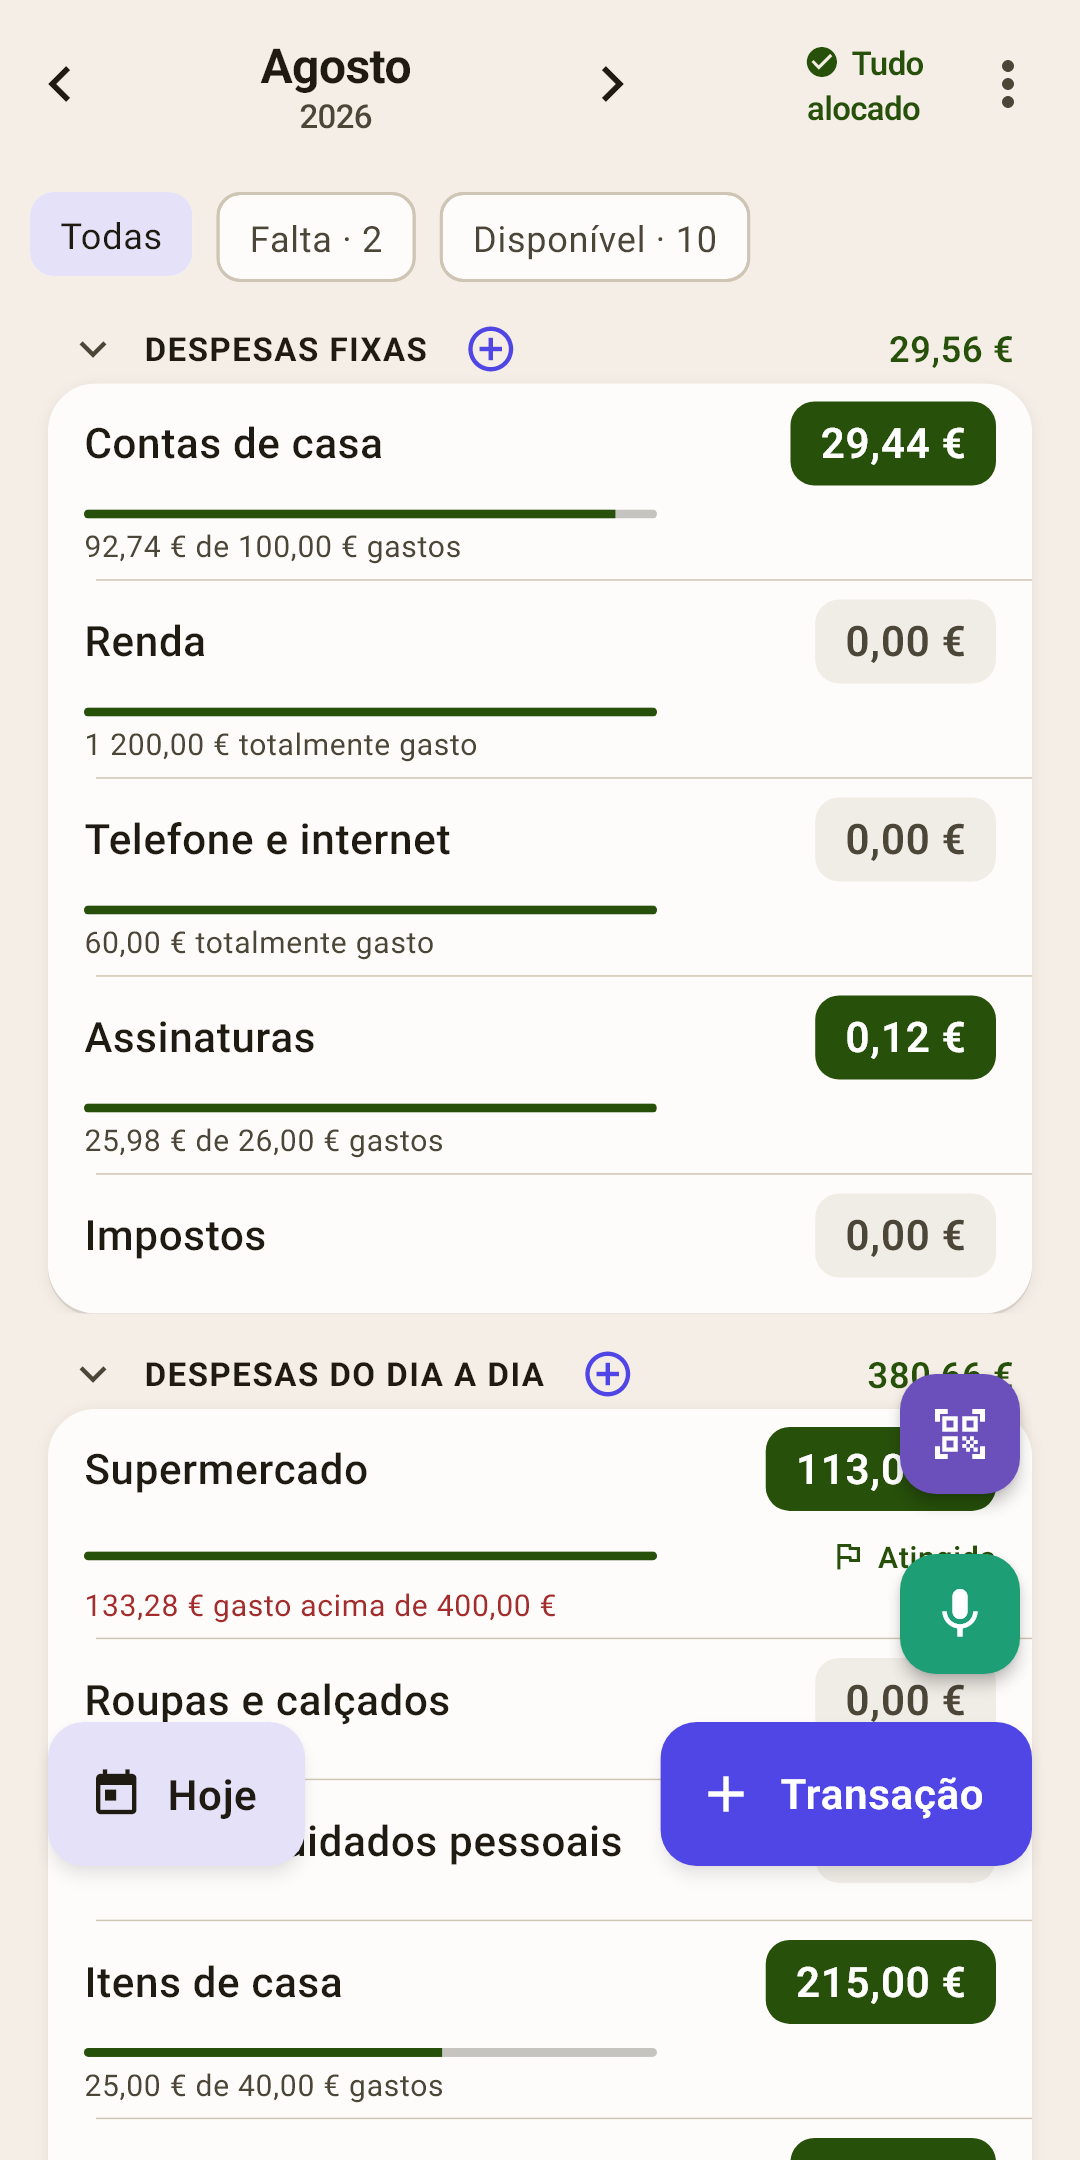 Agosto
2026
Tudo
alocado
Todas
Falta · 2
Disponível · 10
DESPESAS FIXAS
29,56 €
Contas de casa
29,44 €
92,74 € de 100,00 € gastos
Renda
0,00 €
1 200,00 € totalmente gasto
Telefone e internet
0,00 €
60,00 € totalmente gasto
Assinaturas
0,12 €
25,98 € de 26,00 € gastos
Impostos
0,00 €
DESPESAS DO DIA A DIA
380,66 €
Supermercado
133,28 € gasto acima de 400,00 €
Roupas e calçados
0,00 €
Hoje
Transação
pessoais
Itens de casa
215,00 €
25,00 € de 40,00 € gastos